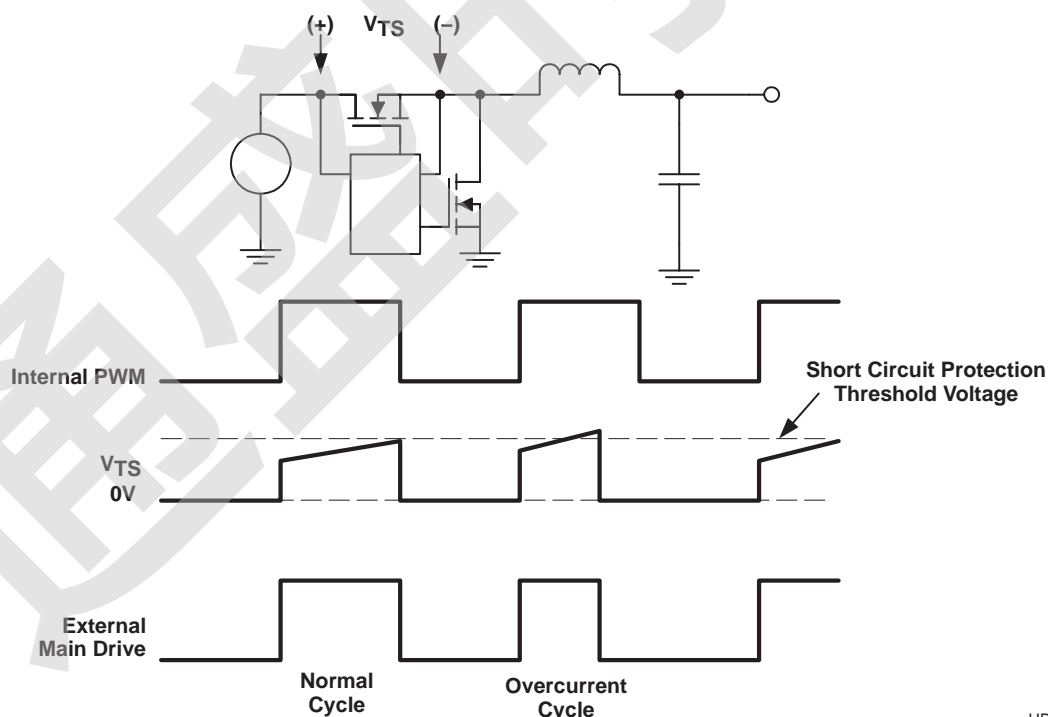 (+) VTS (–)
Internal PWM
Short Circuit Protection
Threshold Voltage
VTS
0V
External
Main Drive
Normal
Cycle
Overcurrent
Cycle